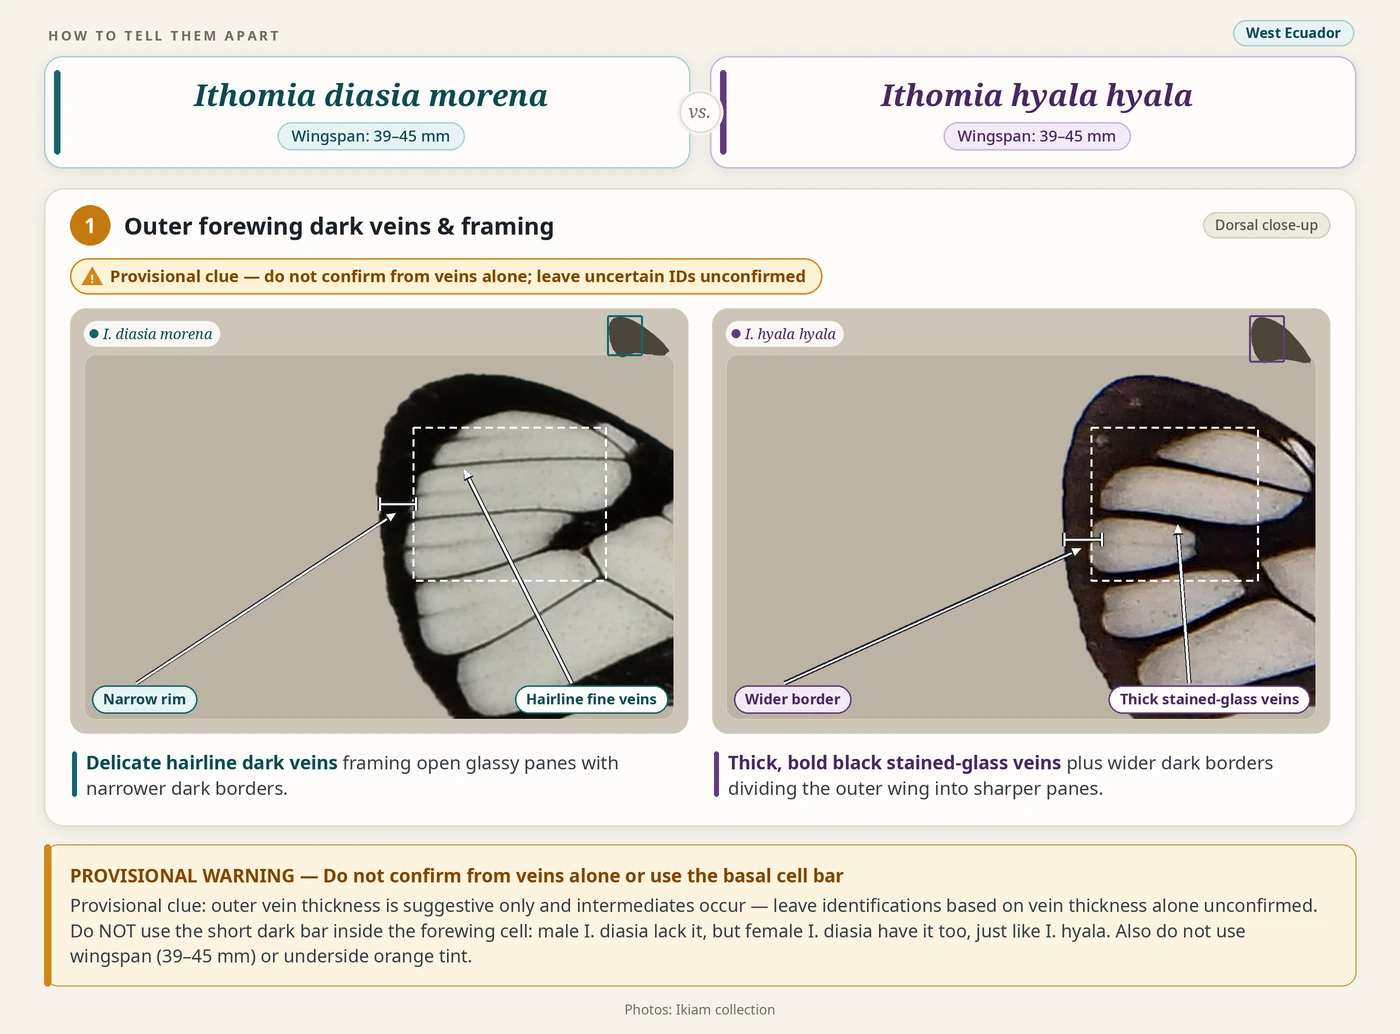 HOW TO TELL THEM APART
West Ecuador
Ithomia diasia morena
Wingspan: 39–45 mm
vs.
Ithomia hyala hyala
Wingspan: 39–45 mm
1
Outer forewing dark veins & framing
Dorsal close-up
Provisional clue — do not confirm from veins alone; leave uncertain IDs unconfirmed
I. diasia morena
Narrow rim
Hairline fine veins
I. hyala hyala
Wider border
Thick stained-glass veins
Delicate hairline dark veins framing open glassy panes with
narrower dark borders.
Thick, bold black stained-glass veins plus wider dark borders
dividing the outer wing into sharper panes.
PROVISIONAL WARNING — Do not confirm from veins alone or use the basal cell bar
Provisional clue: outer vein thickness is suggestive only and intermediates occur — leave identifications based on vein thickness alone unconfirmed.
Do NOT use the short dark bar inside the forewing cell: male I. diasia lack it, but female I. diasia have it too, just like I. hyala. Also do not use
wingspan (39–45 mm) or underside orange tint.
Photos: Ikiam collection